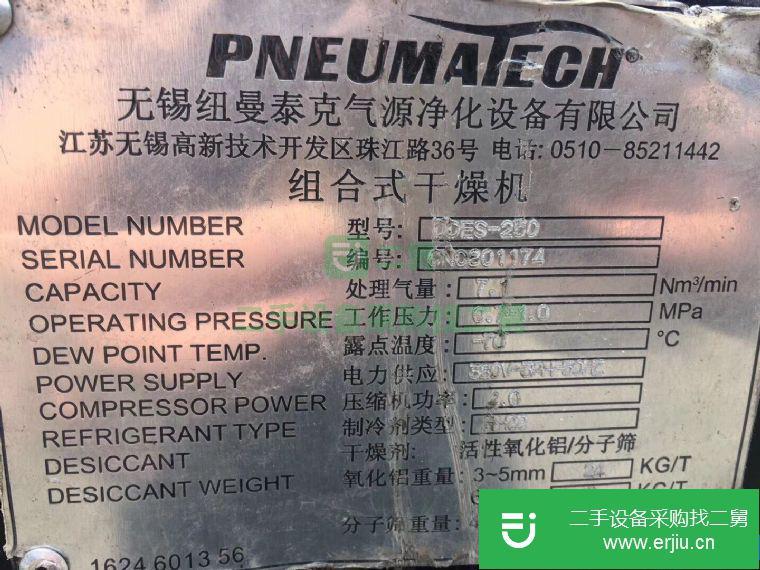 PNEUMATECH
无锡纽曼泰克气源净化设备有限公司
江苏无锡高新技术开发区珠江路36号 电话: 0510-85211442
组合式干燥机
MODEL NUMBER 型号: -250
SERIAL NUMBER 编号:
CAPACITY 处理气量: 7.1 Nm³/min
OPERATING PRESSURE 工作压力: MPa
DEW POINT TEMP. 露点温度: °C
POWER SUPPLY 电力供应:
COMPRESSOR POWER 压缩机功率:
REFRIGERANT TYPE 制冷剂类型:
DESICCANT 干燥剂: 活性氧化铝/分子筛
DESICCANT WEIGHT 氧化铝重量: 3~5mm 24 KG/T
分子筛重量:
1624 6013 56
二手设备采购找二舅
www.erjiu.cn